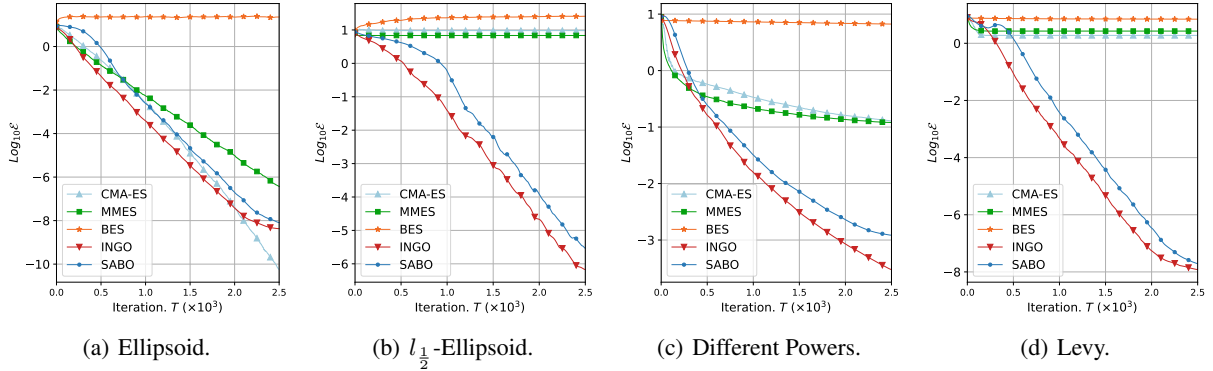 0
−2
−4
−6
−8
−10
Log₁₀ℰ
CMA-ES
MMES
BES
INGO
SABO
0.0 0.5 1.0 1.5 2.0 2.5
Iteration. T (×10³)
(a) Ellipsoid.
1
0
−1
−2
−3
−4
−5
−6
Log₁₀ℰ
CMA-ES
MMES
BES
INGO
SABO
0.0 0.5 1.0 1.5 2.0 2.5
Iteration. T (×10³)
(b) l_{1/2}-Ellipsoid.
1
0
−1
−2
−3
Log₁₀ℰ
CMA-ES
MMES
BES
INGO
SABO
0.0 0.5 1.0 1.5 2.0 2.5
Iteration. T (×10³)
(c) Different Powers.
0
−2
−4
−6
−8
Log₁₀ℰ
CMA-ES
MMES
BES
INGO
SABO
0.0 0.5 1.0 1.5 2.0 2.5
Iteration. T (×10³)
(d) Levy.